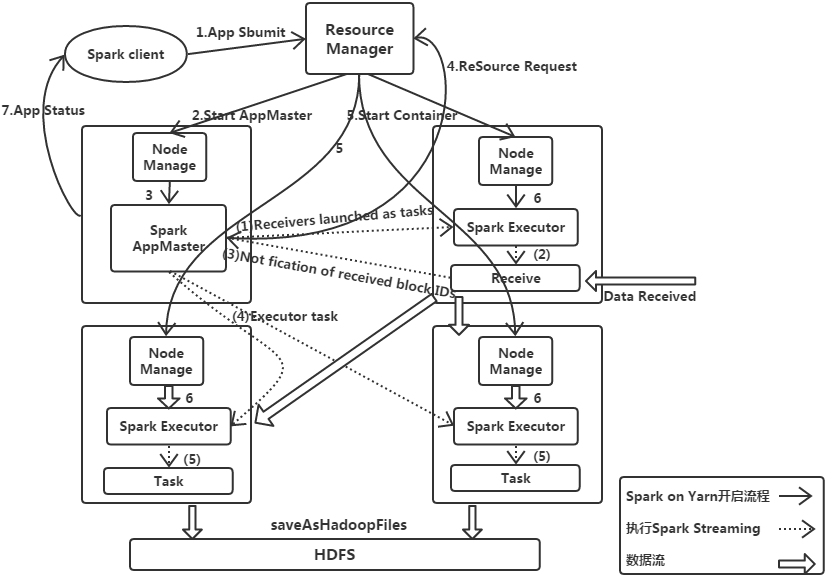 1.App Sbumit
Resource
Manager
Spark client
4.ReSource Request
7.App Status
2.Start AppMaster
5.Start Container
5
Node
Manage
3
Spark
AppMaster
Node
Manage
6
Spark Executor
(2)
Receive
(1)Receivers launched as tasks
(3)Not fication of received block IDs
Data Received
(4)Executor task
Node
Manage
6
Spark Executor
(5)
Task
Node
Manage
6
Spark Executor
(5)
Task
saveAsHadoopFiles
HDFS
Spark on Yarn开启流程
执行Spark Streaming
数据流